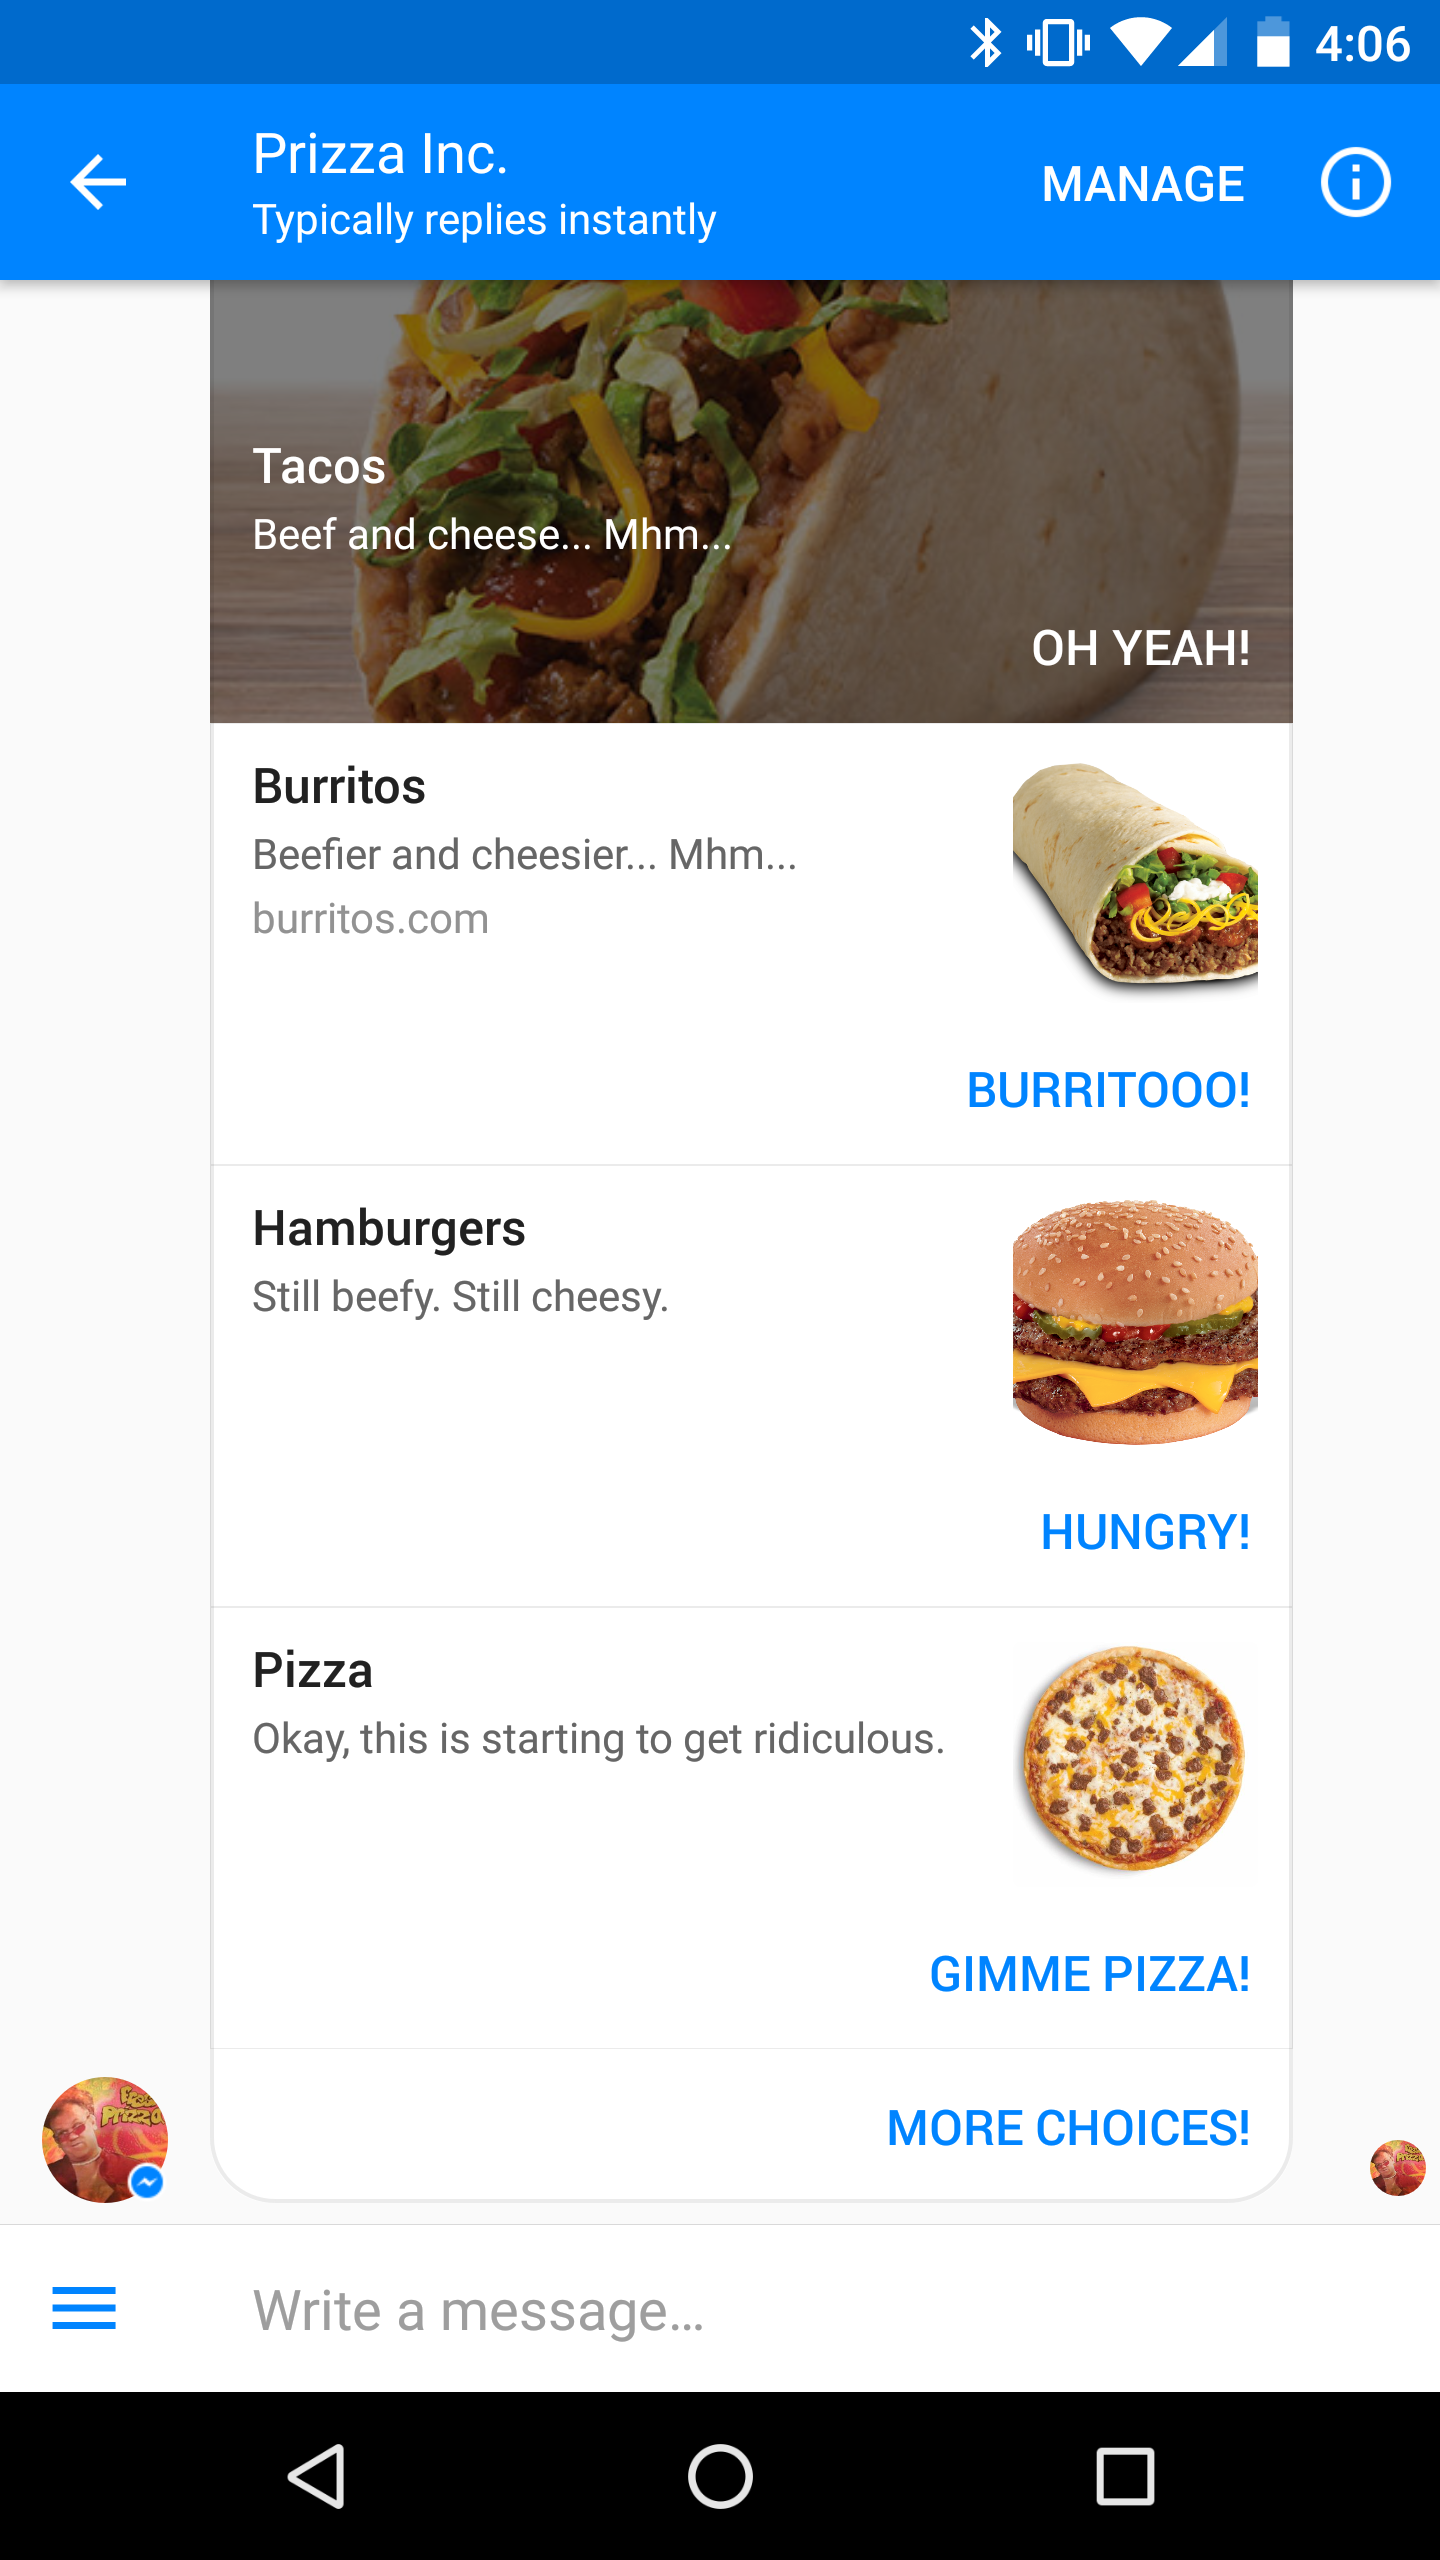 4:06
Prizza Inc.
Typically replies instantly
MANAGE
Tacos
Beef and cheese... Mhm...
OH YEAH!
Burritos
Beefier and cheesier... Mhm...
burritos.com
BURRITOOO!
Hamburgers
Still beefy. Still cheesy.
HUNGRY!
Pizza
Okay, this is starting to get ridiculous.
GIMME PIZZA!
MORE CHOICES!
Prizza
Write a message...